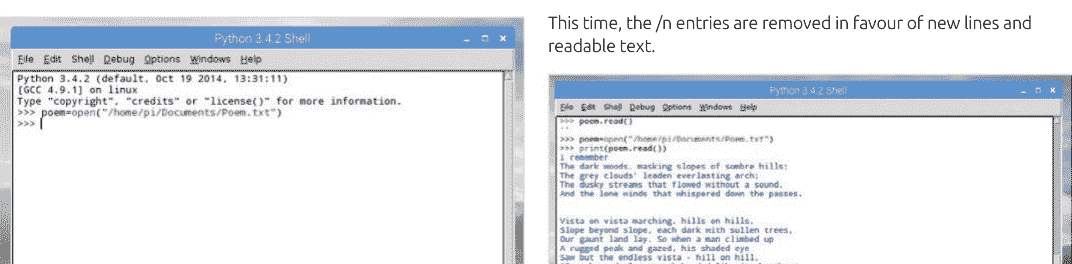 Python 3.4.2 Shell
File Edit Shell Debug Options Windows Help
Python 3.4.2 (default, Oct 19 2014, 13:31:11)
[GCC 4.9.1] on linux
Type "copyright", "credits" or "license()" for more information.
>>> poem=open("/home/pi/Documents/Poem.txt")
>>>
This time, the /n entries are removed in favour of new lines and
readable text.
Python 3.4.2 Shell
File Edit Shell Debug Options Windows Help
>>> poem.read()
''
>>> poem=open("/home/pi/Documents/Poem.txt")
>>> print(poem.read())
I remember
The dark woods, masking slopes of sombre hills;
The grey clouds' leaden everlasting arch;
The dusky streams that flowed without a sound,
And the lone winds that whispered down the passes.
Vista on vista marching, hills on hills,
Slope beyond slope, each dark with sullen trees,
Our gaunt land lay. So when a man climbed up
A rugged peak and gazed, his shaded eye
Saw but the endless vista - hill on hill,